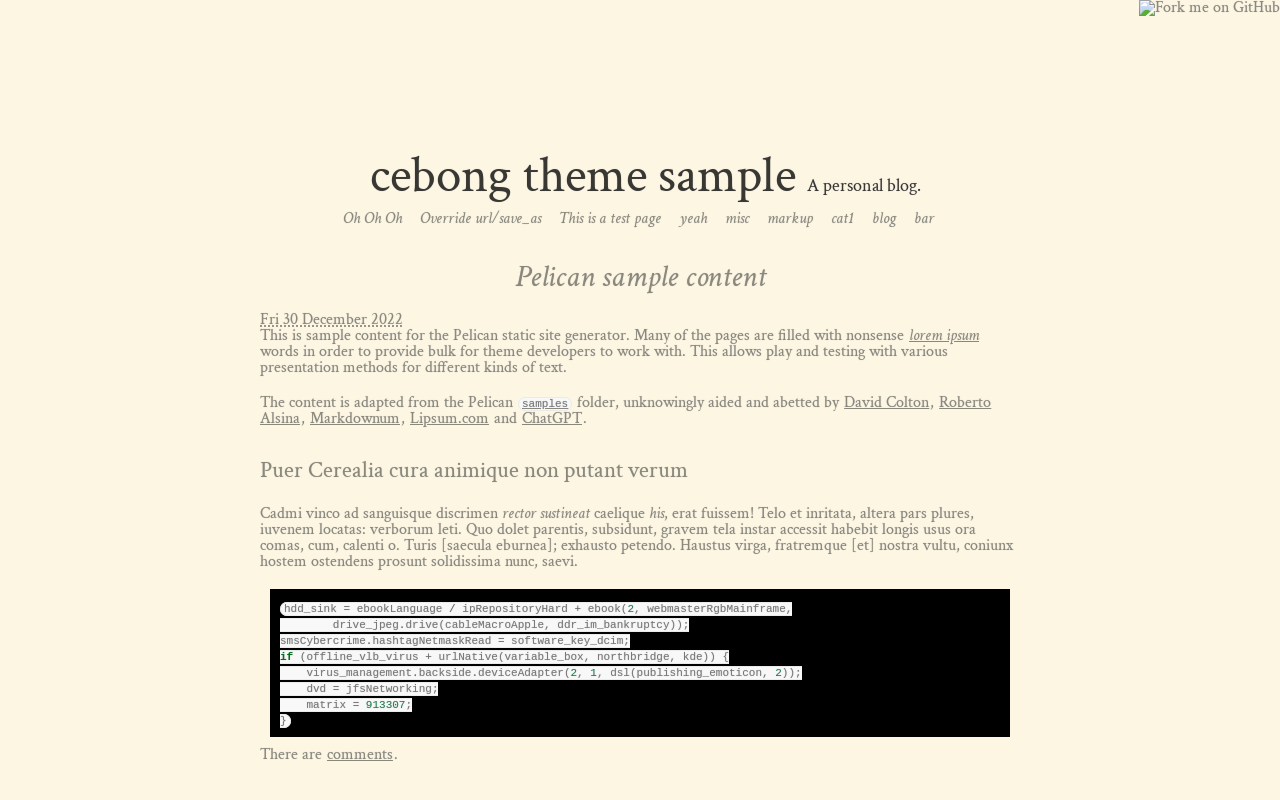 Fork me on GitHub
cebong theme sample A personal blog.
Oh Oh Oh Override url/save_as This is a test page yeah misc markup cat1 blog bar
Pelican sample content
Fri 30 December 2022
This is sample content for the Pelican static site generator. Many of the pages are filled with nonsense lorem ipsum
words in order to provide bulk for theme developers to work with. This allows play and testing with various
presentation methods for different kinds of text.
The content is adapted from the Pelican samples folder, unknowingly aided and abetted by David Colton, Roberto
Alsina, Markdownum, Lipsum.com and ChatGPT.
Puer Cerealia cura animique non putant verum
Cadmi vinco ad sanguisque discrimen rector sustineat caelique his, erat fuissem! Telo et inritata, altera pars plures,
iuvenem locatas: verborum leti. Quo dolet parentis, subsidunt, gravem tela instar accessit habebit longis usus ora
comas, cum, calenti o. Turis [saecula eburnea]; exhausto petendo. Haustus virga, fratremque [et] nostra vultu, coniunx
hostem ostendens prosunt solidissima nunc, saevi.
hdd_sink = ebookLanguage / ipRepositoryHard + ebook(2, webmasterRgbMainframe,
        drive_jpeg.drive(cableMacroApple, ddr_im_bankruptcy));
smsCybercrime.hashtagNetmaskRead = software_key_dcim;
if (offline_vlb_virus + urlNative(variable_box, northbridge, kde)) {
    virus_management.backside.deviceAdapter(2, 1, dsl(publishing_emoticon, 2));
    dvd = jfsNetworking;
    matrix = 913307;
}
There are comments.